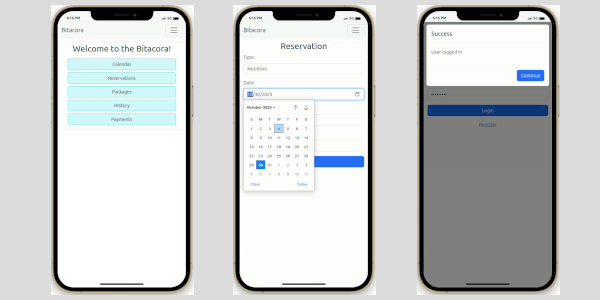 6:16 PM
Bitacora
Welcome to the Bitacora!
Calendar
Reservations
Packages
History
Payments
6:16 PM
Bitacora
Reservation
Type
Nutrition
Date
10/30/2023
October 2023
S M T W T F S
1 2 3 4 5 6 7
8 9 10 11 12 13 14
15 16 17 18 19 20 21
22 23 24 25 26 27 28
29 30 31 1 2 3 4
5 6 7 8 9 10 11
Clear Today
6:16 PM
Success
User logged in
Continue
Login
Register